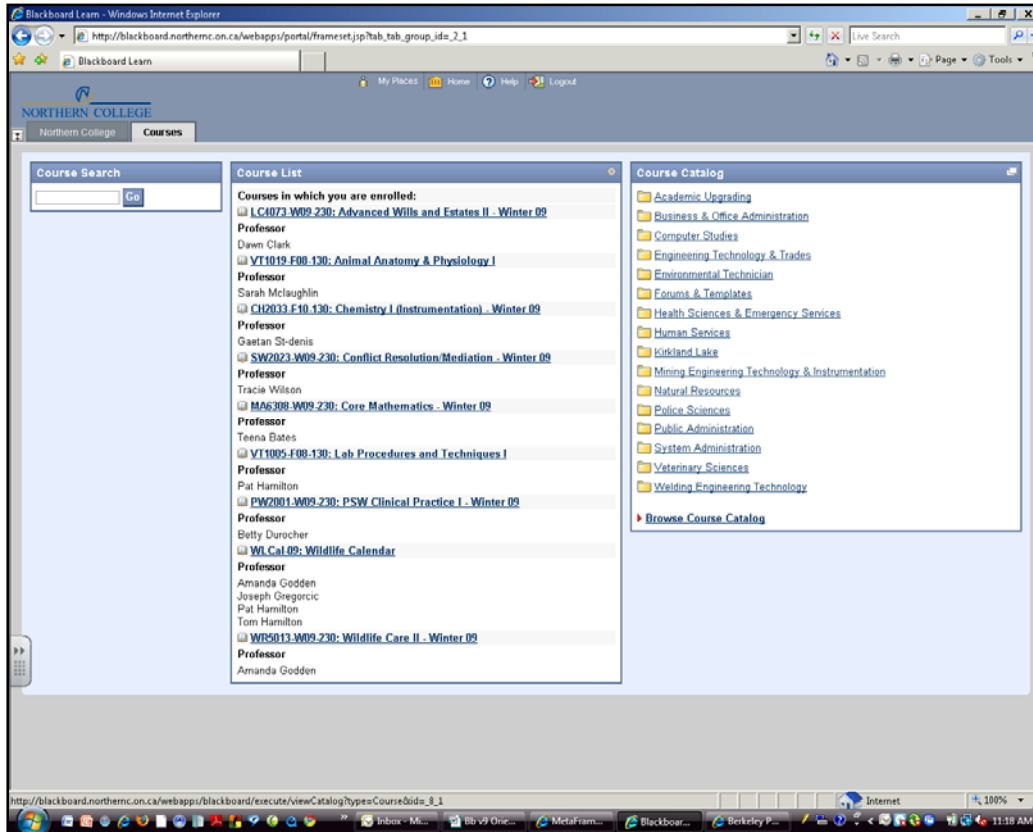 Blackboard Learn - Windows Internet Explorer
http://blackboard.northernc.on.ca/webapps/portal/frameset.jsp?tab_tab_group_id=_2_1
Live Search
Blackboard Learn
Page
Tools
My Places
Home
Help
Logout
NORTHERN COLLEGE
Northern College
Courses
Course Search
Go
Course List
Courses in which you are enrolled:
LC4073-W09-230: Advanced Wills and Estates II - Winter 09
Professor
Dawn Clark
VT1019-F08-130: Animal Anatomy & Physiology I
Professor
Sarah Mclaughlin
CH2033-F10-130: Chemistry I (Instrumentation) - Winter 09
Professor
Gaetan St-denis
SW2023-W09-230: Conflict Resolution/Mediation - Winter 09
Professor
Tracie Wilson
MA6308-W09-230: Core Mathematics - Winter 09
Professor
Teena Bates
VT1005-F08-130: Lab Procedures and Techniques I
Professor
Pat Hamilton
PW2001-W09-230: PSW Clinical Practice I - Winter 09
Professor
Betty Durocher
WLCal-09: Wildlife Calendar
Professor
Amanda Godden
Joseph Gregorcic
Pat Hamilton
Tom Hamilton
WR5013-W09-230: Wildlife Care II - Winter 09
Professor
Amanda Godden
Course Catalog
Academic Upgrading
Business & Office Administration
Computer Studies
Engineering Technology & Trades
Environmental Technician
Forums & Templates
Health Sciences & Emergency Services
Human Services
Kirkland Lake
Mining Engineering Technology & Instrumentation
Natural Resources
Police Sciences
Public Administration
System Administration
Veterinary Sciences
Welding Engineering Technology
Browse Course Catalog
http://blackboard.northernc.on.ca/webapps/blackboard/execute/viewCatalog?type=Course&id=_8_1
Internet
100%
Inbox - Mi...
Bb v9 Orie...
MetaFram...
Blackboar...
Berkeley P...
11:18 AM